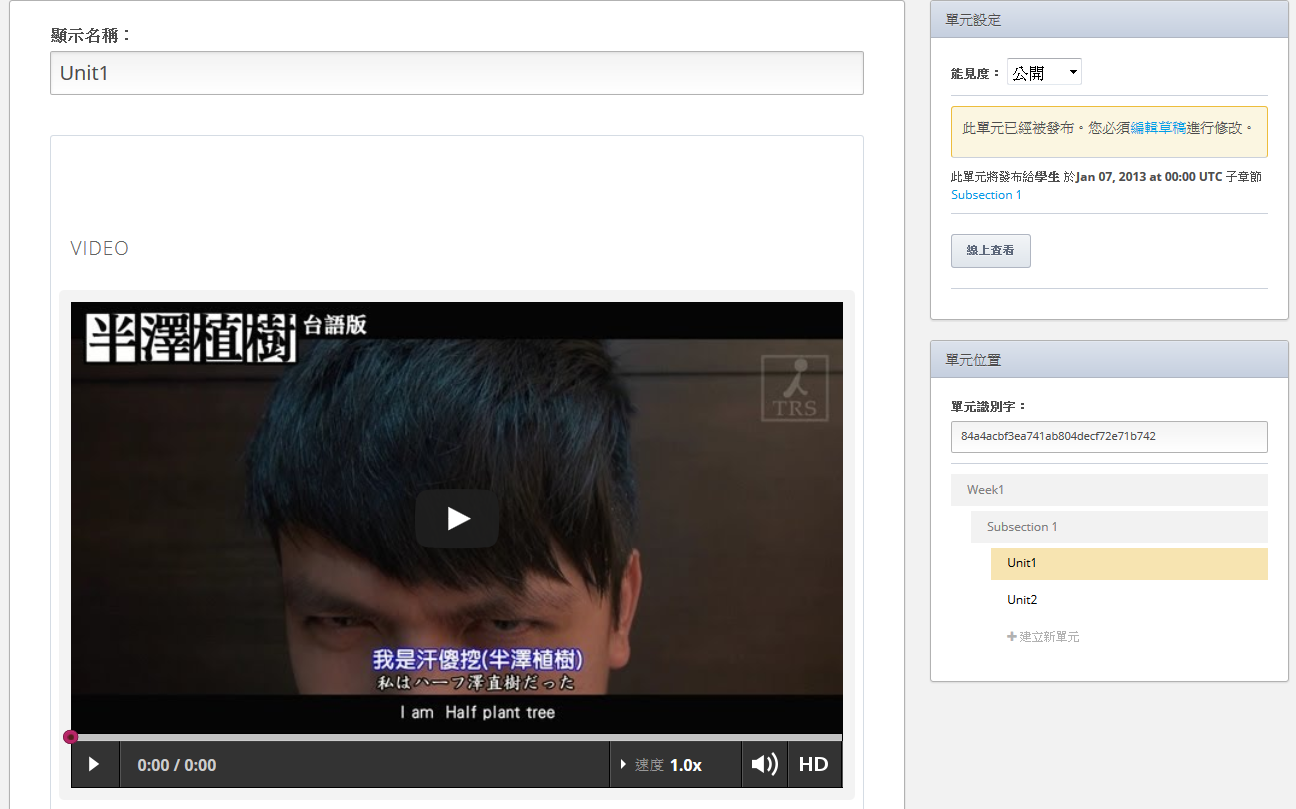 顯示名稱：
Unit1
VIDEO
半澤植樹 台語版
TRS
我是汗傻挖(半澤植樹)
私はハーフ澤直樹だった
I am Half plant tree
0:00 / 0:00
速度 1.0x
HD
單元設定
能見度： 公開
此單元已經被發布。您必須編輯草稿進行修改。
此單元將發布給學生 於Jan 07, 2013 at 00:00 UTC 子章節
Subsection 1
線上查看
單元位置
單元識別字：
84a4acbf3ea741ab804decf72e71b742
Week1
Subsection 1
Unit1
Unit2
建立新單元